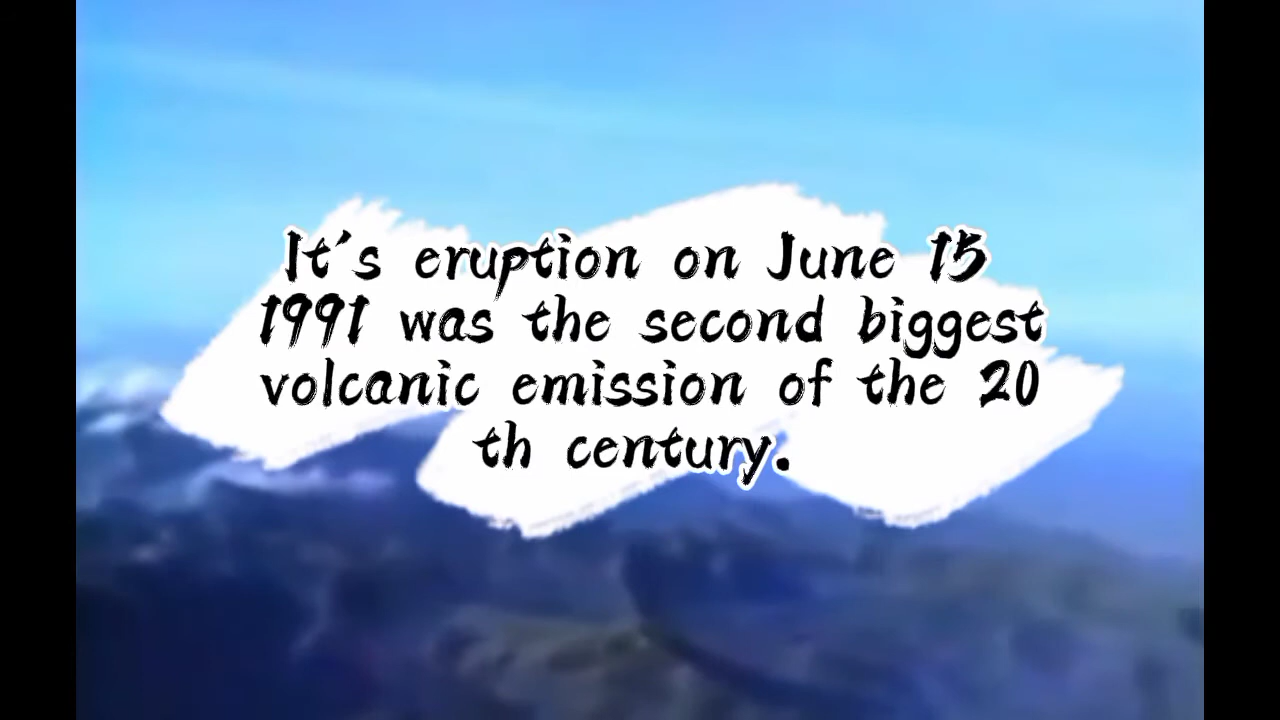 It's eruption on June 15
1991 was the second biggest
volcanic emission of the 20
th century.